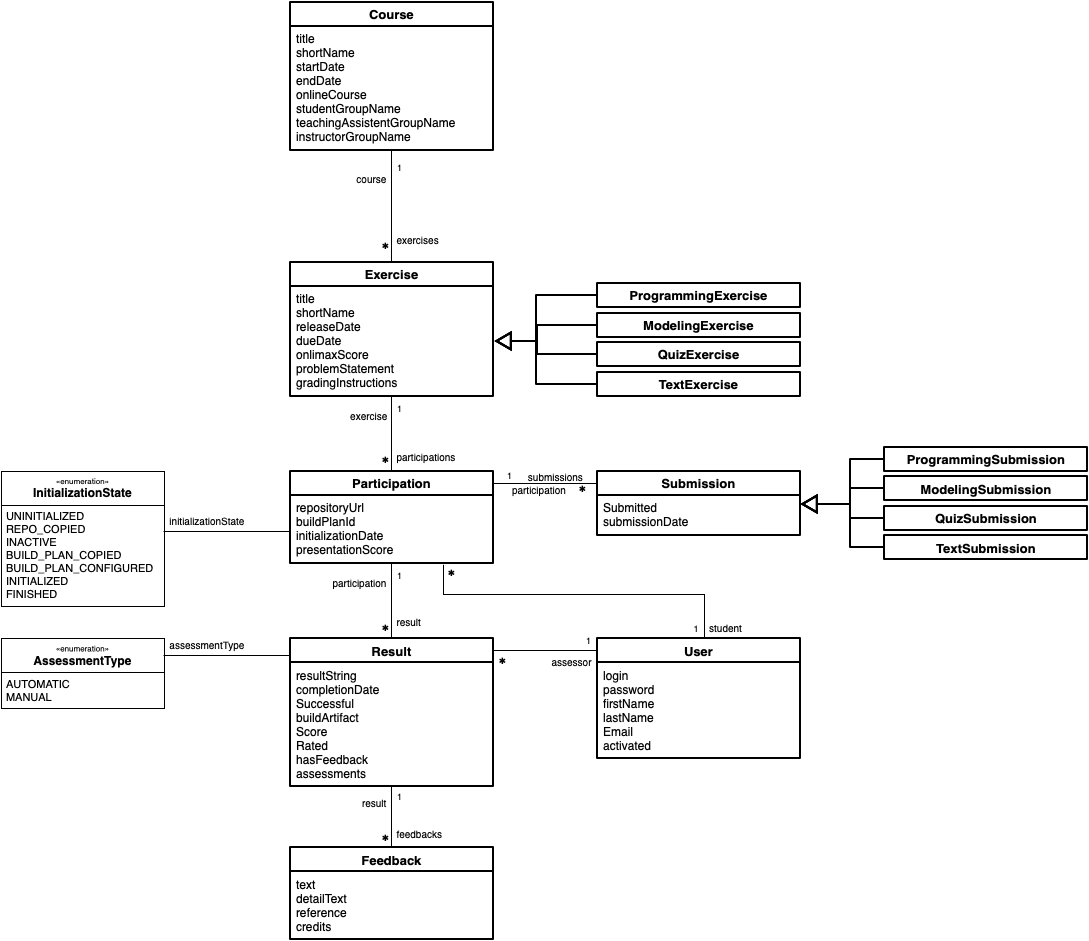 Course
title
shortName
startDate
endDate
onlineCourse
studentGroupName
teachingAssistentGroupName
instructorGroupName
1
course
* exercises
Exercise
title
shortName
releaseDate
dueDate
onlimaxScore
problemStatement
gradingInstructions
ProgrammingExercise
ModelingExercise
QuizExercise
TextExercise
1
exercise
* participations
«enumeration»
InitializationState
UNINITIALIZED
REPO_COPIED
INACTIVE
BUILD_PLAN_COPIED
BUILD_PLAN_CONFIGURED
INITIALIZED
FINISHED
initializationState
Participation
repositoryUrl
buildPlanId
initializationDate
presentationScore
1 submissions
participation *
Submission
Submitted
submissionDate
ProgrammingSubmission
ModelingSubmission
QuizSubmission
TextSubmission
1
participation
* result
*
1 student
«enumeration»
AssessmentType
AUTOMATIC
MANUAL
assessmentType
Result
resultString
completionDate
Successful
buildArtifact
Score
Rated
hasFeedback
assessments
1
* assessor
User
login
password
firstName
lastName
Email
activated
1
result
* feedbacks
Feedback
text
detailText
reference
credits